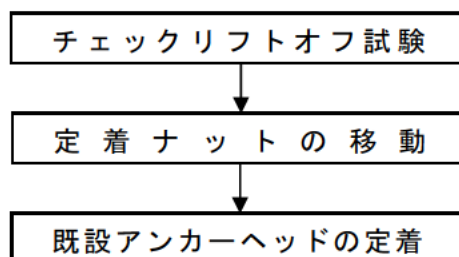 チェックリフトオフ試験
定着ナットの移動
既設アンカーヘッドの定着